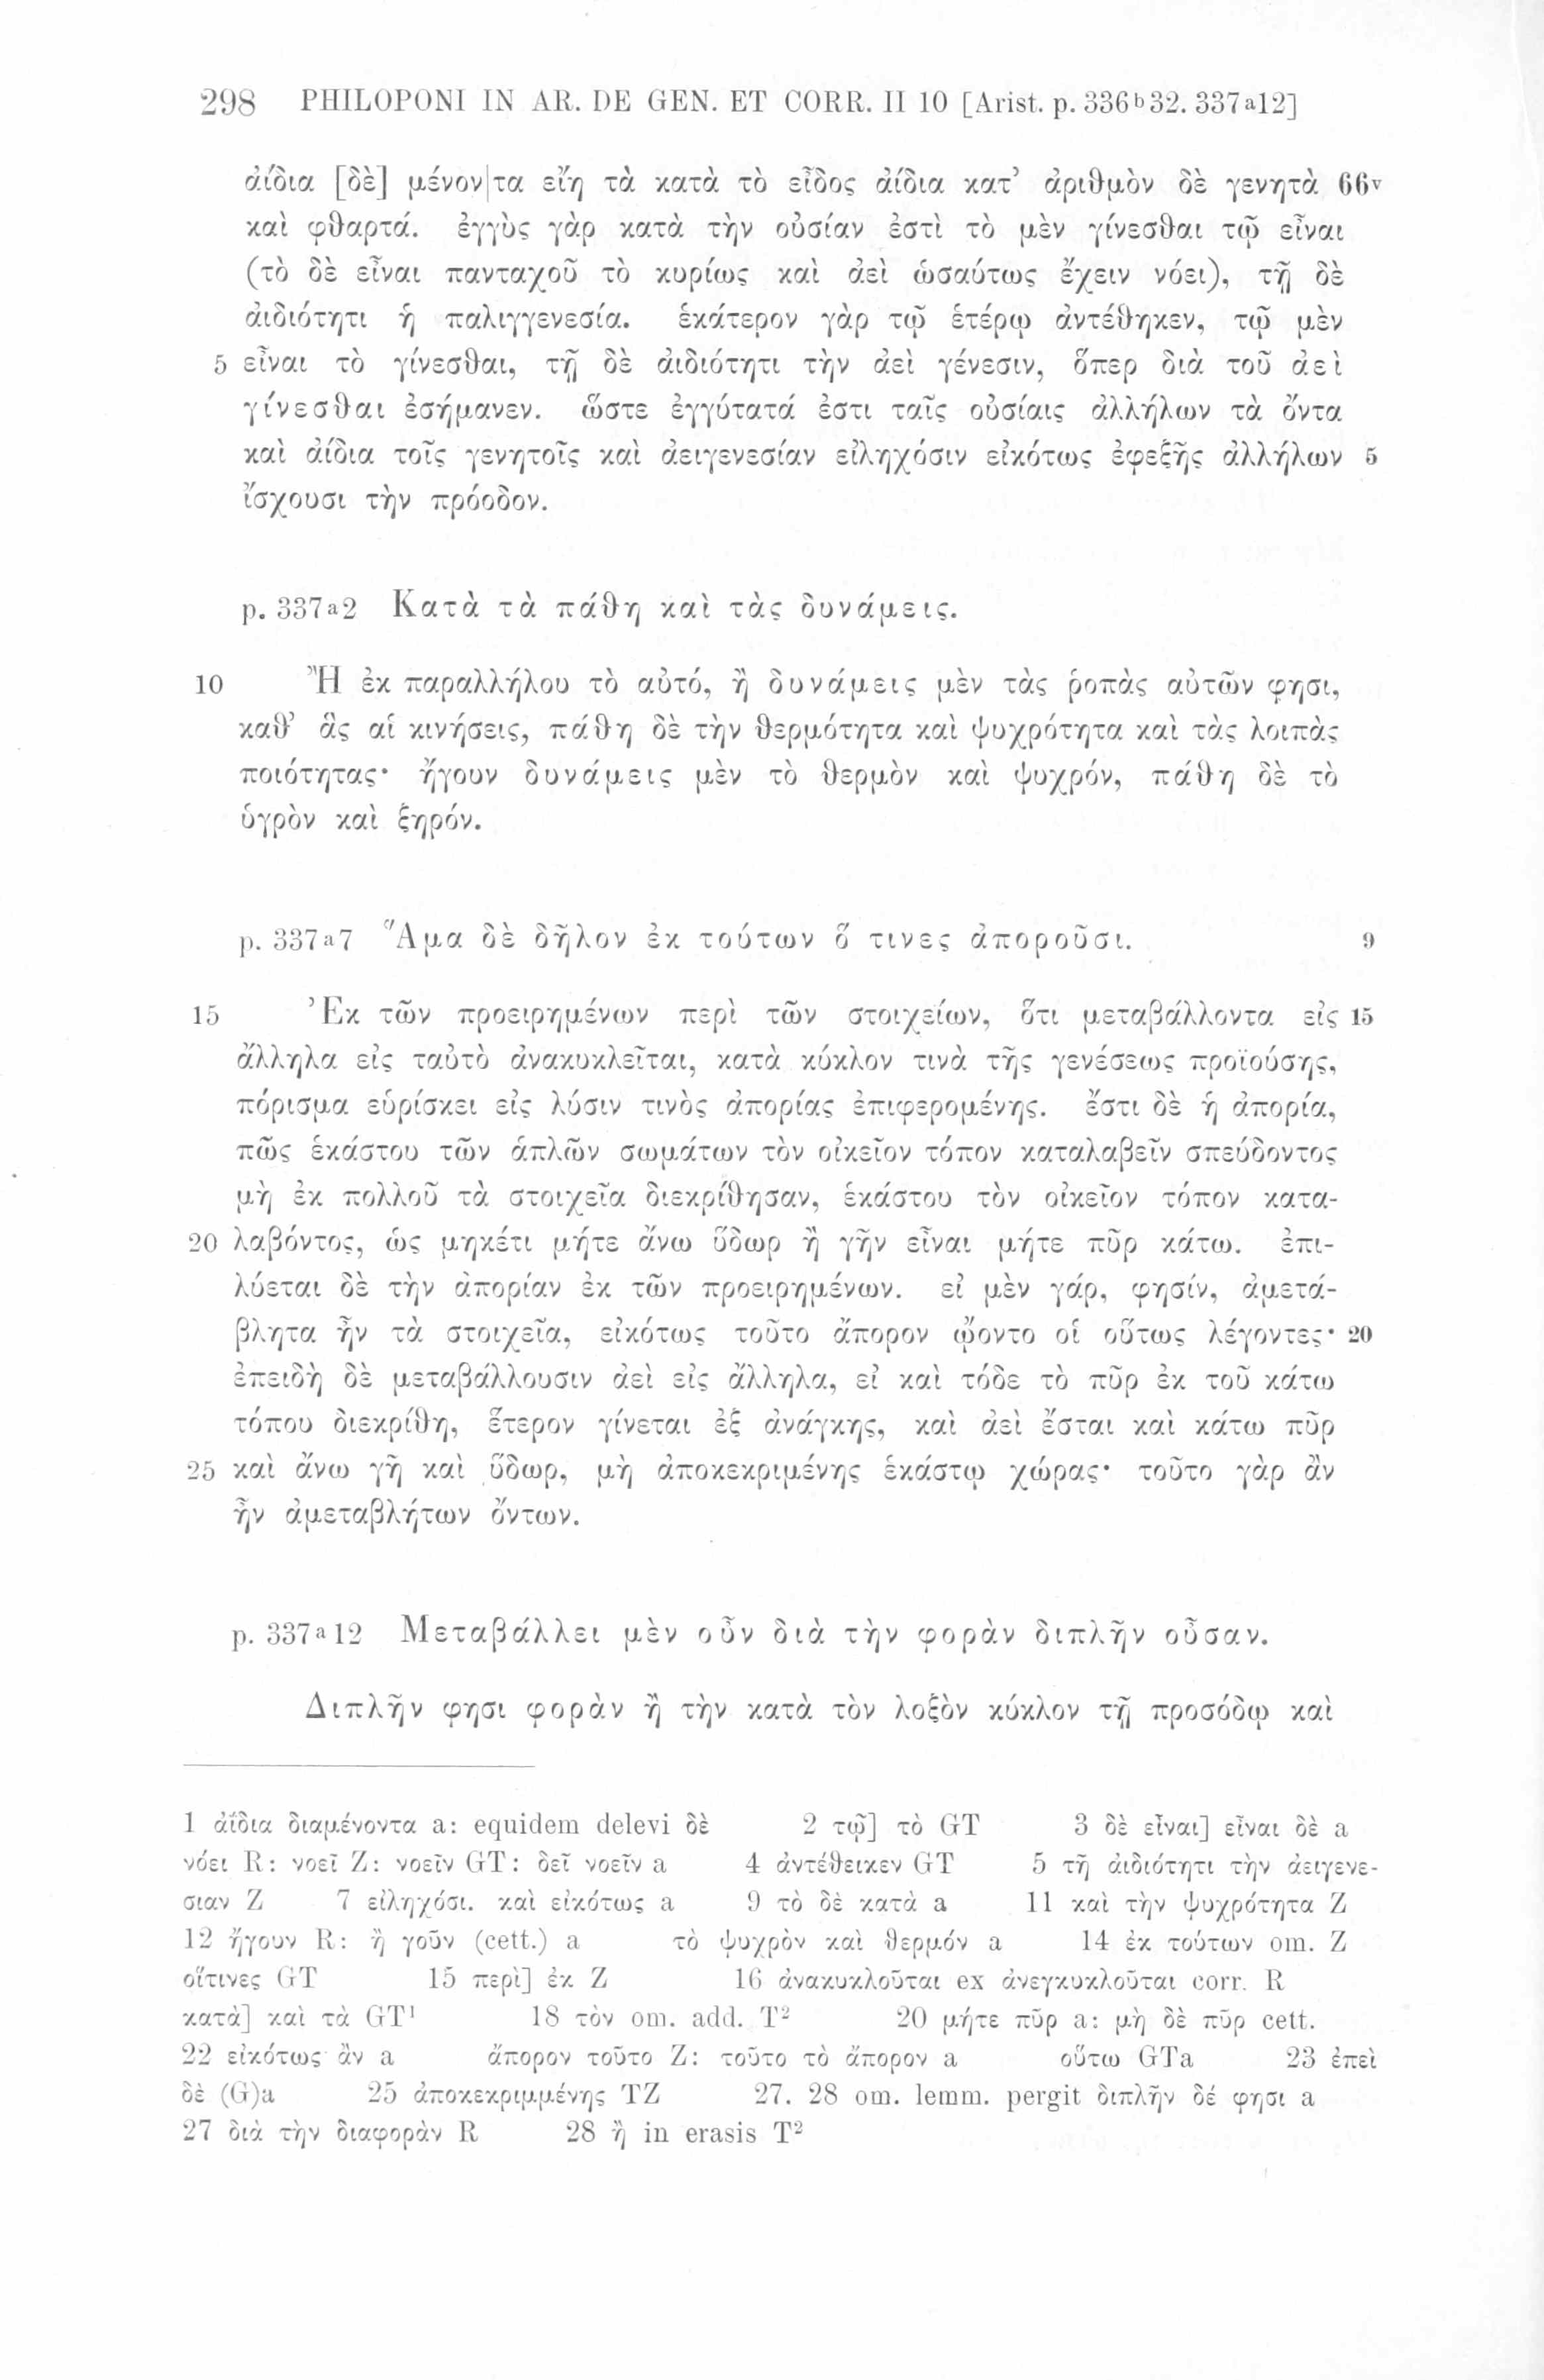 298 PHILOPONI IN AR. DE GEN. ET CORR. II 10 [Arist. p. 336b32. 337a12]
ἀίδια [δὲ] μένον|τα εἴη τὰ κατὰ τὸ εἶδος ἀίδια κατ’ ἀριθμὸν δὲ γενητὰ 66v
καὶ φθαρτά. ἐγγὺς γὰρ κατὰ τὴν οὐσίαν ἐστὶ τὸ μὲν γίνεσθαι τῷ εἶναι
(τὸ δὲ εἶναι πανταχοῦ τὸ κυρίως καὶ ἀεὶ ὡσαύτως ἔχειν νόει), τῇ δὲ
ἀιδιότητι ἡ παλιγγενεσία. ἑκάτερον γὰρ τῷ ἑτέρῳ ἀντέθηκεν, τῷ μὲν
5 εἶναι τὸ γίνεσθαι, τῇ δὲ ἀιδιότητι τὴν ἀεὶ γένεσιν, ὅπερ διὰ τοῦ ἀεὶ
γίνεσθαι ἐσήμανεν. ὥστε ἐγγύτατά ἐστι ταῖς οὐσίαις ἀλλήλων τὰ ὄντα
καὶ ἀίδια τοῖς γενητοῖς καὶ ἀειγενεσίαν εἰληχόσιν εἰκότως ἐφεξῆς ἀλλήλων 5
ἴσχουσι τὴν πρόοδον.
p. 337a2 Κατὰ τὰ πάθη καὶ τὰς δυνάμεις.
10 Ἢ ἐκ παραλλήλου τὸ αὐτό, ἢ δυνάμεις μὲν τὰς ῥοπὰς αὐτῶν φησι,
καθ’ ἃς αἱ κινήσεις, πάθη δὲ τὴν θερμότητα καὶ ψυχρότητα καὶ τὰς λοιπὰς
ποιότητας· ἤγουν δυνάμεις μὲν τὸ θερμὸν καὶ ψυχρόν, πάθη δὲ τὸ
ὑγρὸν καὶ ξηρόν.
p. 337a7 Ἅμα δὲ δῆλον ἐκ τούτων ὅ τινες ἀποροῦσι. 9
15 Ἐκ τῶν προειρημένων περὶ τῶν στοιχείων, ὅτι μεταβάλλοντα εἰς 15
ἄλληλα εἰς ταὐτὸ ἀνακυκλεῖται, κατὰ κύκλον τινὰ τῆς γενέσεως προϊούσης,
πόρισμα εὑρίσκει εἰς λύσιν τινὸς ἀπορίας ἐπιφερομένης. ἔστι δὲ ἡ ἀπορία,
πῶς ἑκάστου τῶν ἁπλῶν σωμάτων τὸν οἰκεῖον τόπον καταλαβεῖν σπεύδοντος
μὴ ἐκ πολλοῦ τὰ στοιχεῖα διεκρίθησαν, ἑκάστου τὸν οἰκεῖον τόπον κατα-
20 λαβόντος, ὡς μηκέτι μήτε ἄνω ὕδωρ ἢ γῆν εἶναι μήτε πῦρ κάτω. ἐπι-
λύεται δὲ τὴν ἀπορίαν ἐκ τῶν προειρημένων. εἰ μὲν γάρ, φησίν, ἀμετά-
βλητα ἦν τὰ στοιχεῖα, εἰκότως τοῦτο ἄπορον ᾤοντο οἱ οὕτως λέγοντες· 20
ἐπειδὴ δὲ μεταβάλλουσιν ἀεὶ εἰς ἄλληλα, εἰ καὶ τόδε τὸ πῦρ ἐκ τοῦ κάτω
τόπου διεκρίθη, ἕτερον γίνεται ἐξ ἀνάγκης, καὶ ἀεὶ ἔσται καὶ κάτω πῦρ
25 καὶ ἄνω γῆ καὶ ὕδωρ, μὴ ἀποκεκριμένης ἑκάστῳ χώρας· τοῦτο γὰρ ἂν
ἦν ἀμεταβλήτων ὄντων.
p. 337a12 Μεταβάλλει μὲν οὖν διὰ τὴν φορὰν διπλῆν οὖσαν.
Διπλῆν φησι φορὰν ἢ τὴν κατὰ τὸν λοξὸν κύκλον τῇ προσόδῳ καὶ
1 ἀΐδια διαμένοντα a: equidem delevi δὲ 2 τῷ] τὸ GT 3 δὲ εἶναι] εἶναι δὲ a
νόει R: νοεῖ Z: νοεῖν GT: δεῖ νοεῖν a 4 ἀντέθεικεν GT 5 τῇ ἀιδιότητι τὴν ἀειγενε-
σιαν Z 7 εἰληχόσι. καὶ εἰκότως a 9 τὸ δὲ κατὰ a 11 καὶ τὴν ψυχρότητα Z
12 ἤγουν R: ἢ γοῦν (cett.) a τὸ ψυχρὸν καὶ θερμόν a 14 ἐκ τούτων om. Z
οἵτινες GT 15 περὶ] ἐκ Z 16 ἀνακυκλοῦται ex ἀνεγκυκλοῦται corr. R
κατὰ] καὶ τὰ GT1 18 τὸν om. add. T2 20 μήτε πῦρ a: μὴ δὲ πῦρ cett.
22 εἰκότως ἂν a ἄπορον τοῦτο Z: τοῦτο τὸ ἄπορον a οὕτω GTa 23 ἐπεὶ
δὲ (G)a 25 ἀποκεκριμμένης TZ 27. 28 om. lemm. pergit διπλῆν δέ φησι a
27 διὰ τὴν διαφορὰν R 28 ἢ in erasis T2